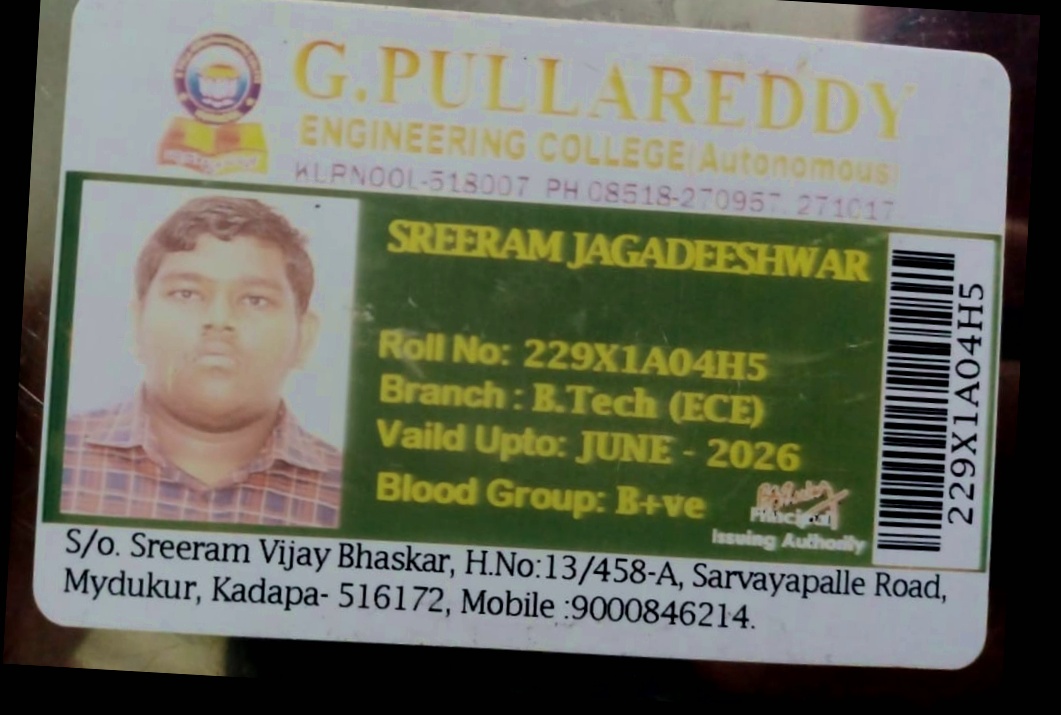 G.PULLAREDDY
ENGINEERING COLLEGE(Autonomous)
KURNOOL-518007 PH.08518-270957, 271017
SREERAM JAGADEESHWAR
Roll No: 229X1A04H5
Branch : B.Tech (ECE)
Vaild Upto: JUNE - 2026
Blood Group: B+ve
Principal
Issuing Authority
229X1A04H5
S/o. Sreeram Vijay Bhaskar, H.No:13/458-A, Sarvayapalle Road,
Mydukur, Kadapa- 516172, Mobile :9000846214.